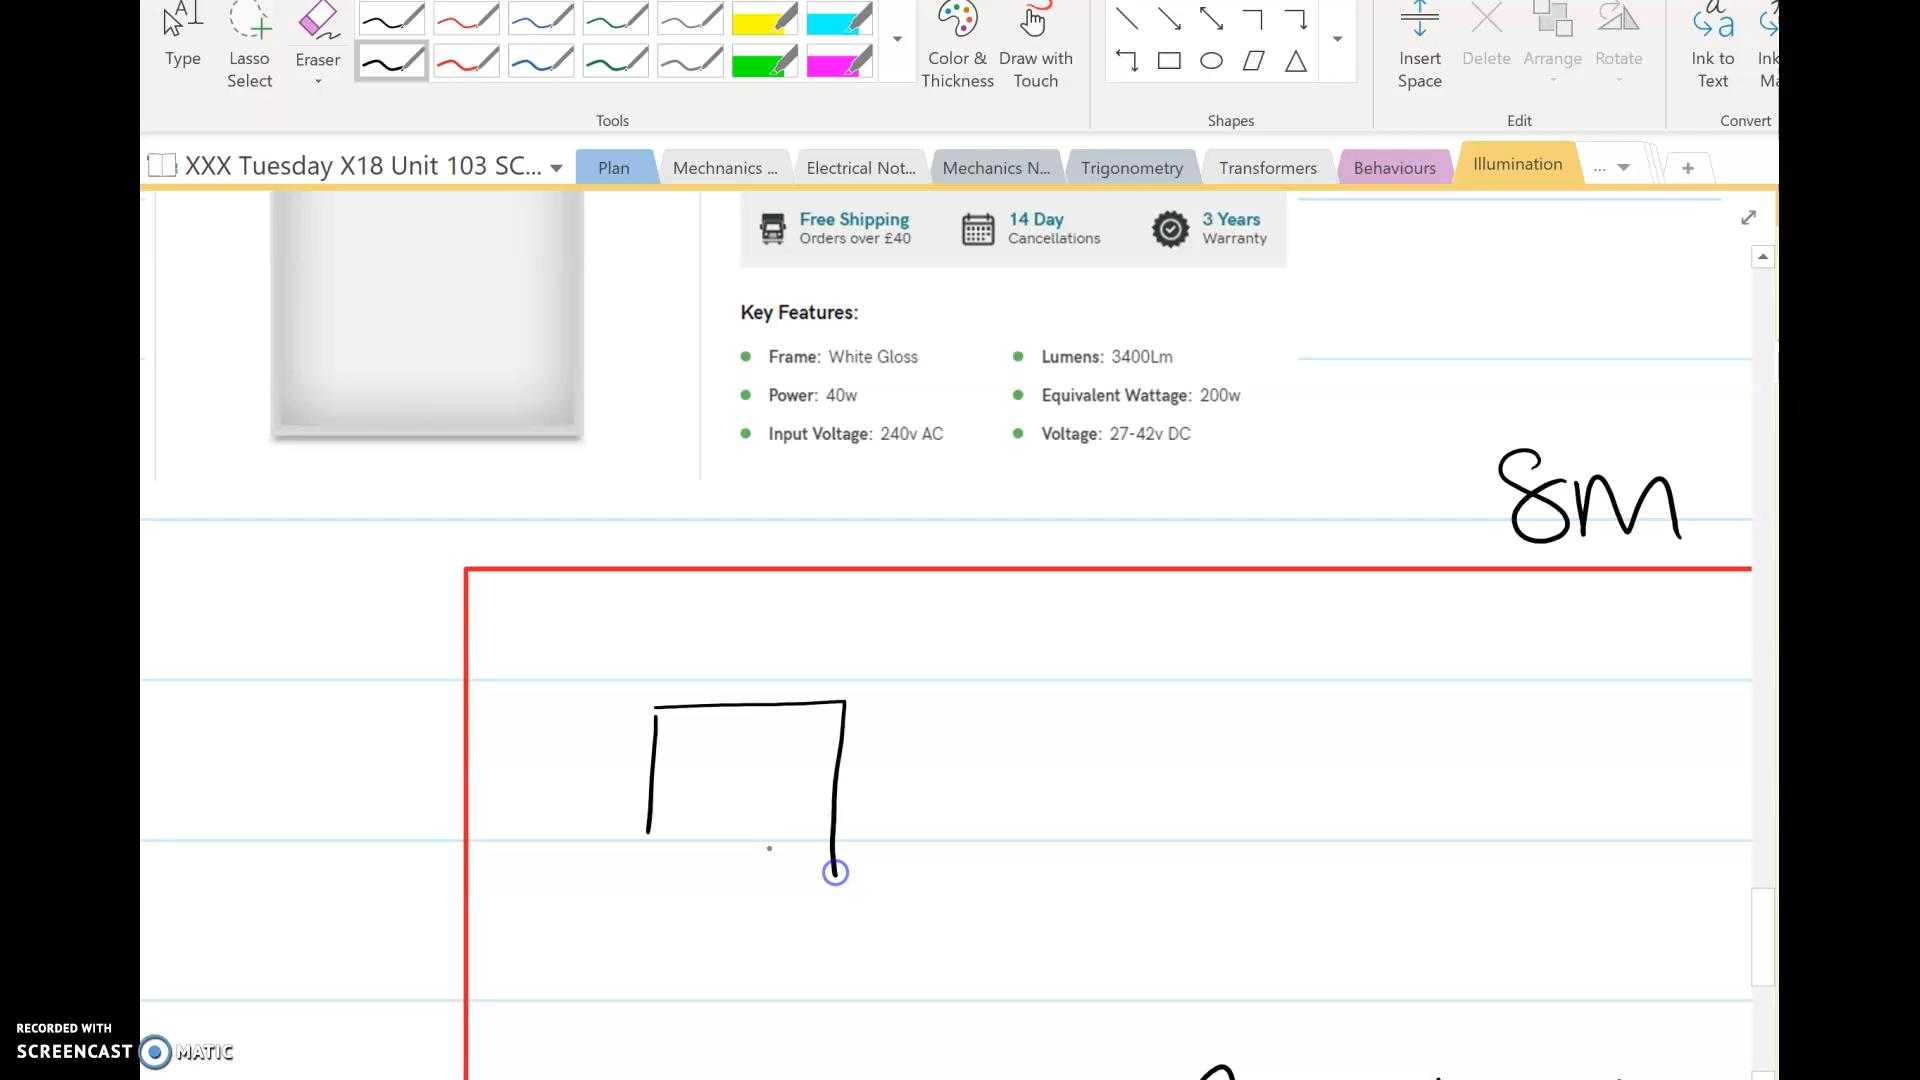 Type
Lasso Select
Eraser
Color & Thickness
Draw with Touch
Insert Space
Delete
Arrange
Rotate
Ink to Text
Ink
Ma
Tools
Shapes
Edit
Convert
XXX Tuesday X18 Unit 103 SC...
Plan
Mechnanics ...
Electrical Not...
Mechanics N...
Trigonometry
Transformers
Behaviours
Illumination
...
Free Shipping
Orders over £40
14 Day
Cancellations
3 Years
Warranty
Key Features:
Frame: White Gloss
Lumens: 3400Lm
Power: 40w
Equivalent Wattage: 200w
Input Voltage: 240v AC
Voltage: 27-42v DC
8m
RECORDED WITH
SCREENCAST MATIC